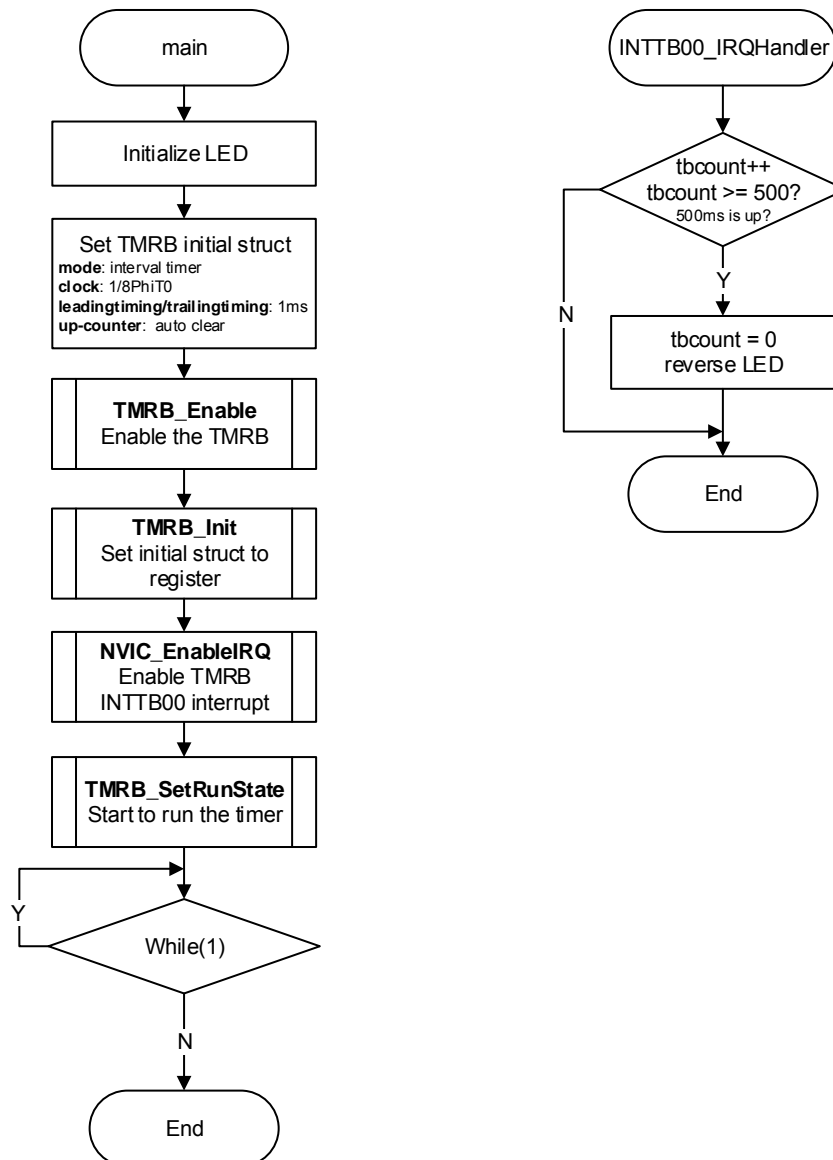 main
Initialize LED
Set TMRB initial struct
mode: interval timer
clock: 1/8PhiT0
leadingtiming/trailingtiming: 1ms
up-counter: auto clear
TMRB_Enable
Enable the TMRB
TMRB_Init
Set initial struct to
register
NVIC_EnableIRQ
Enable TMRB
INTTB00 interrupt
TMRB_SetRunState
Start to run the timer
Y
While(1)
N
End
INTTB00_IRQHandler
tbcount++
tbcount >= 500?
500ms is up?
Y
N
tbcount = 0
reverse LED
End